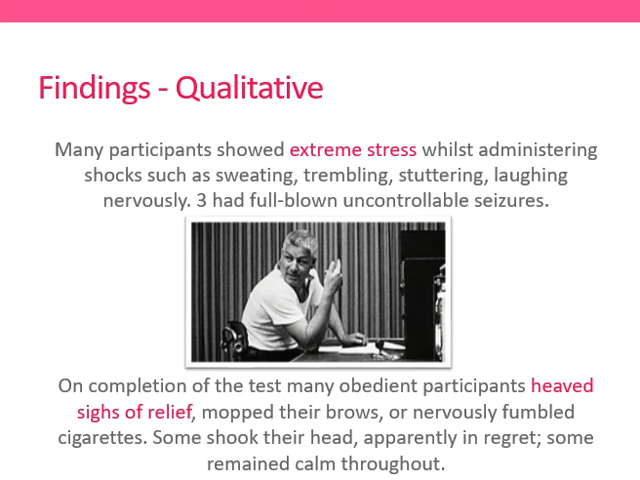 Findings - Qualitative
Many participants showed extreme stress whilst administering
shocks such as sweating, trembling, stuttering, laughing
nervously. 3 had full-blown uncontrollable seizures.
On completion of the test many obedient participants heaved
sighs of relief, mopped their brows, or nervously fumbled
cigarettes. Some shook their head, apparently in regret; some
remained calm throughout.